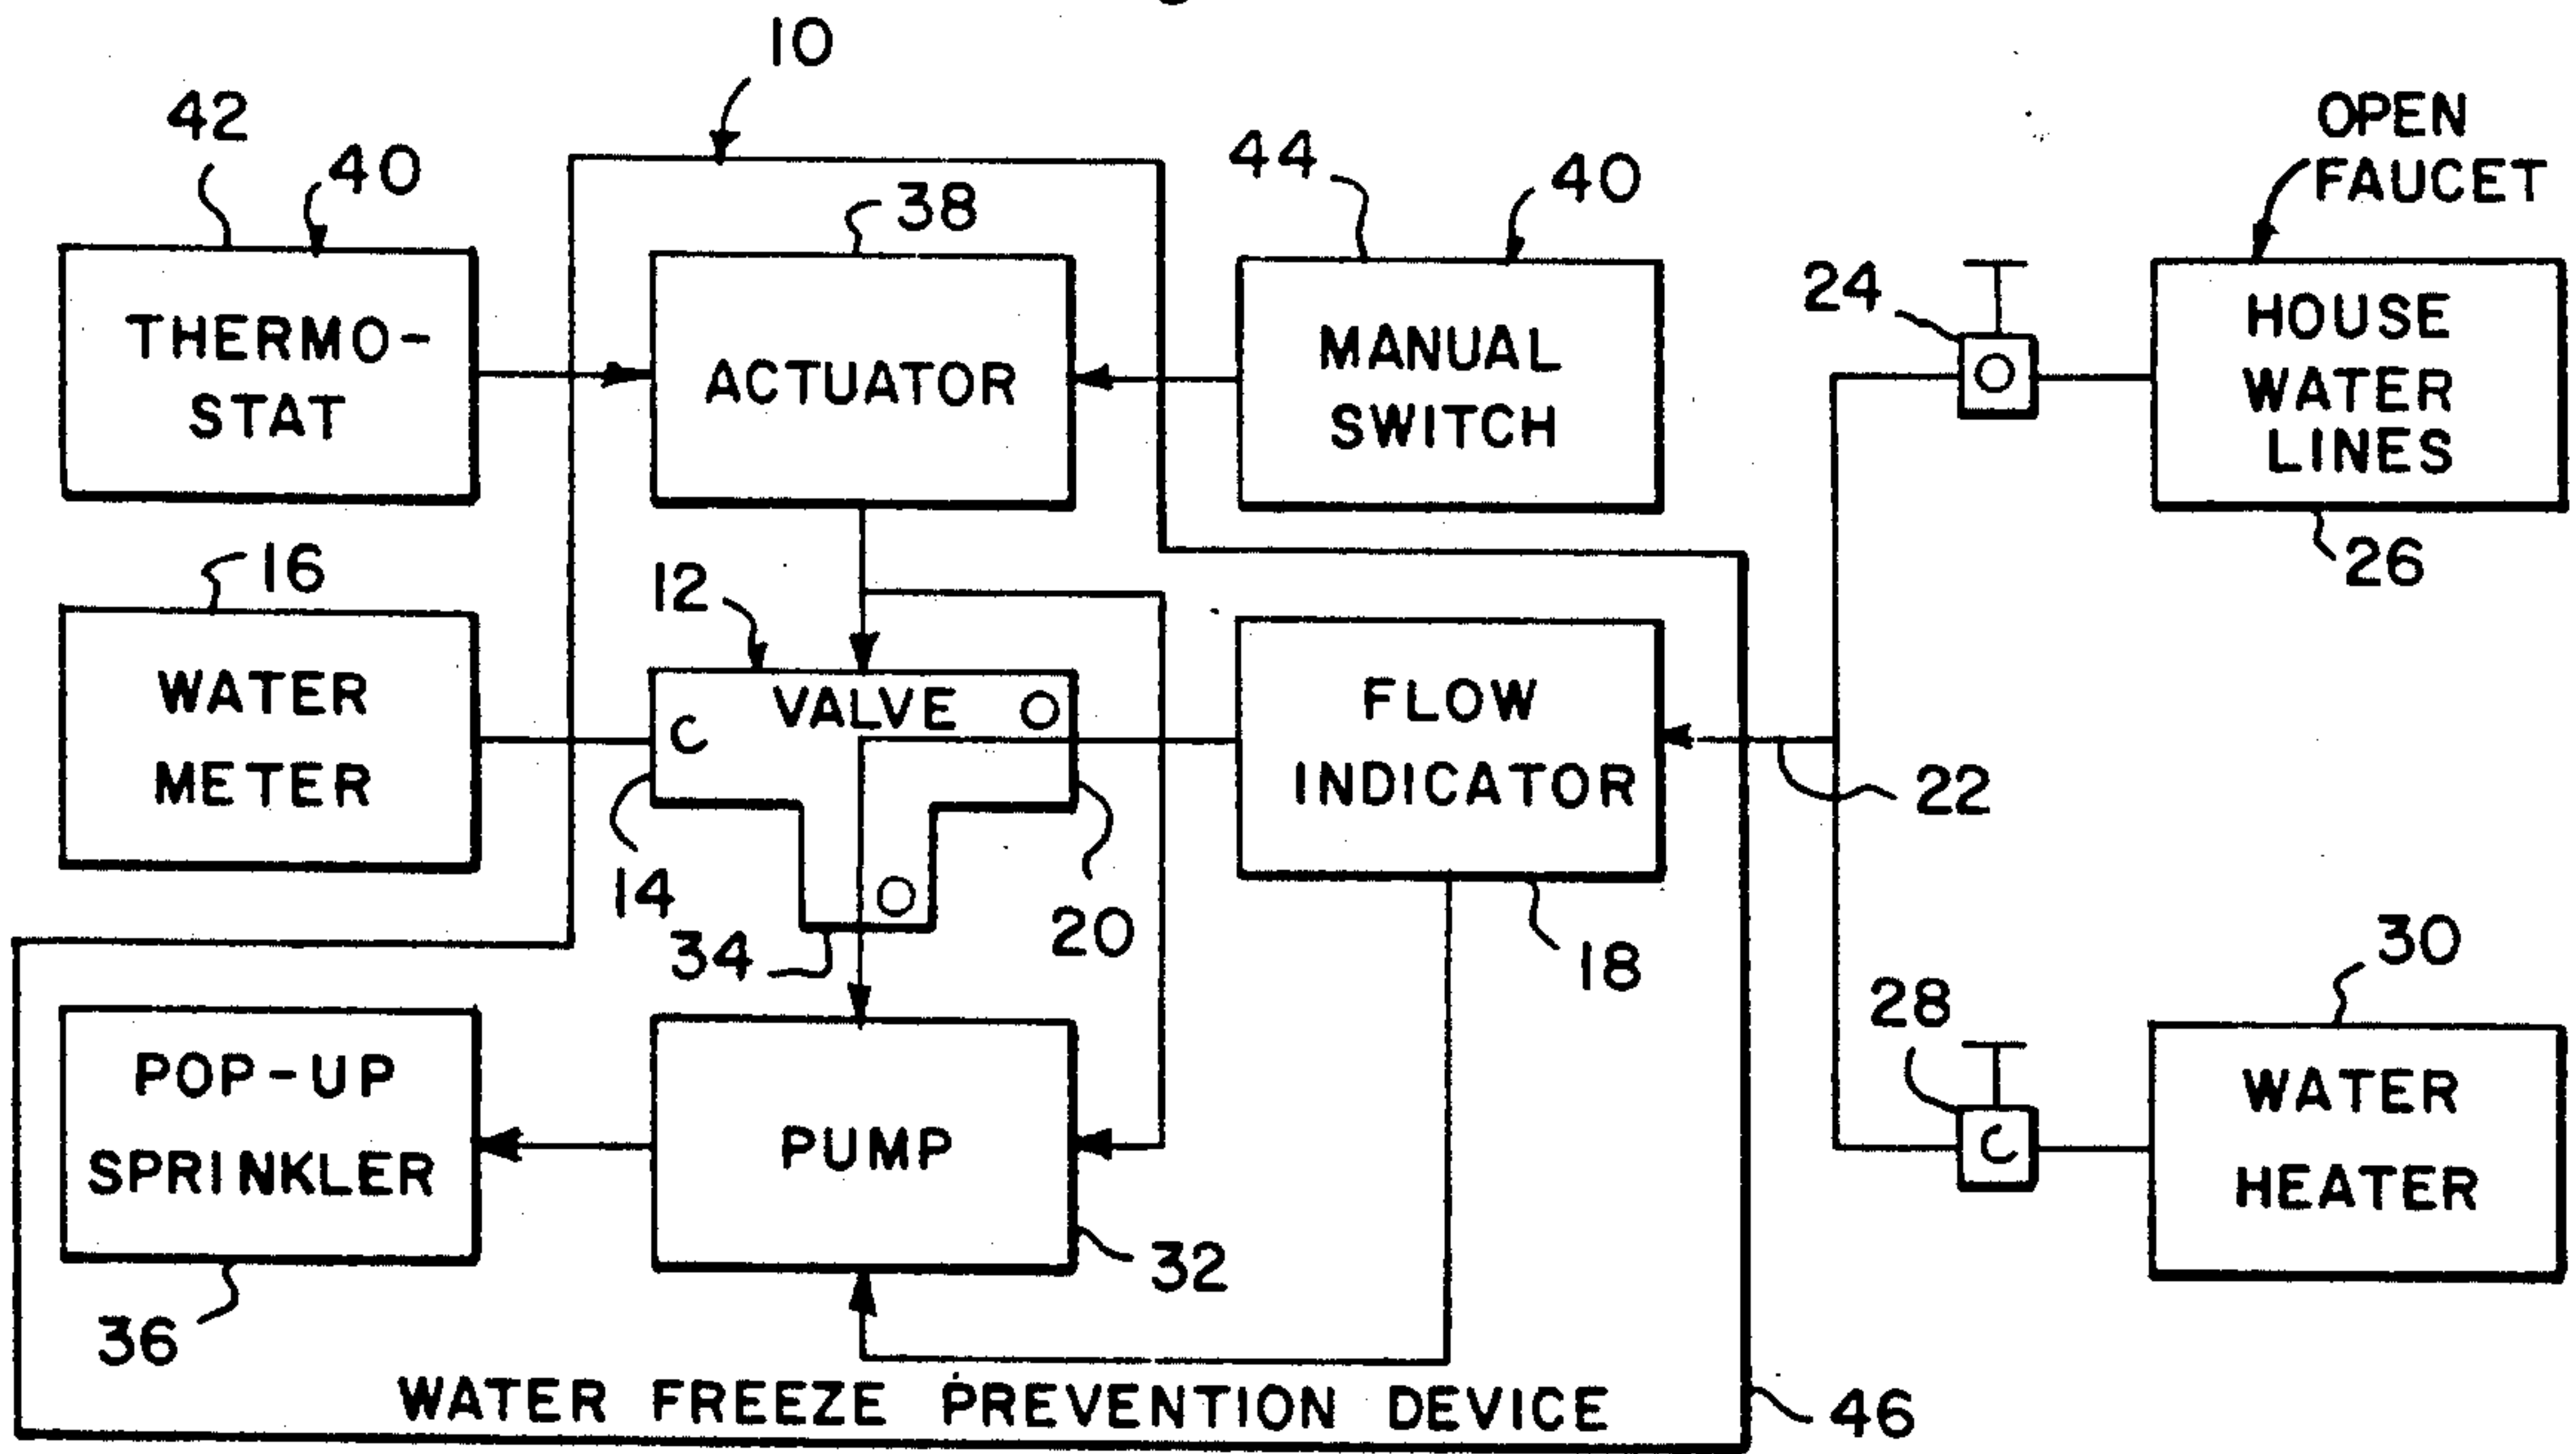 10
42
40
38
44
40
OPEN
FAUCET
THERMO-
STAT
ACTUATOR
MANUAL
SWITCH
24
O
HOUSE
WATER
LINES
26
16
12
WATER
METER
C
VALVE
O
O
14
34
20
FLOW
INDICATOR
18
22
POP-UP
SPRINKLER
36
PUMP
32
28
C
30
WATER
HEATER
WATER FREEZE PREVENTION DEVICE
46